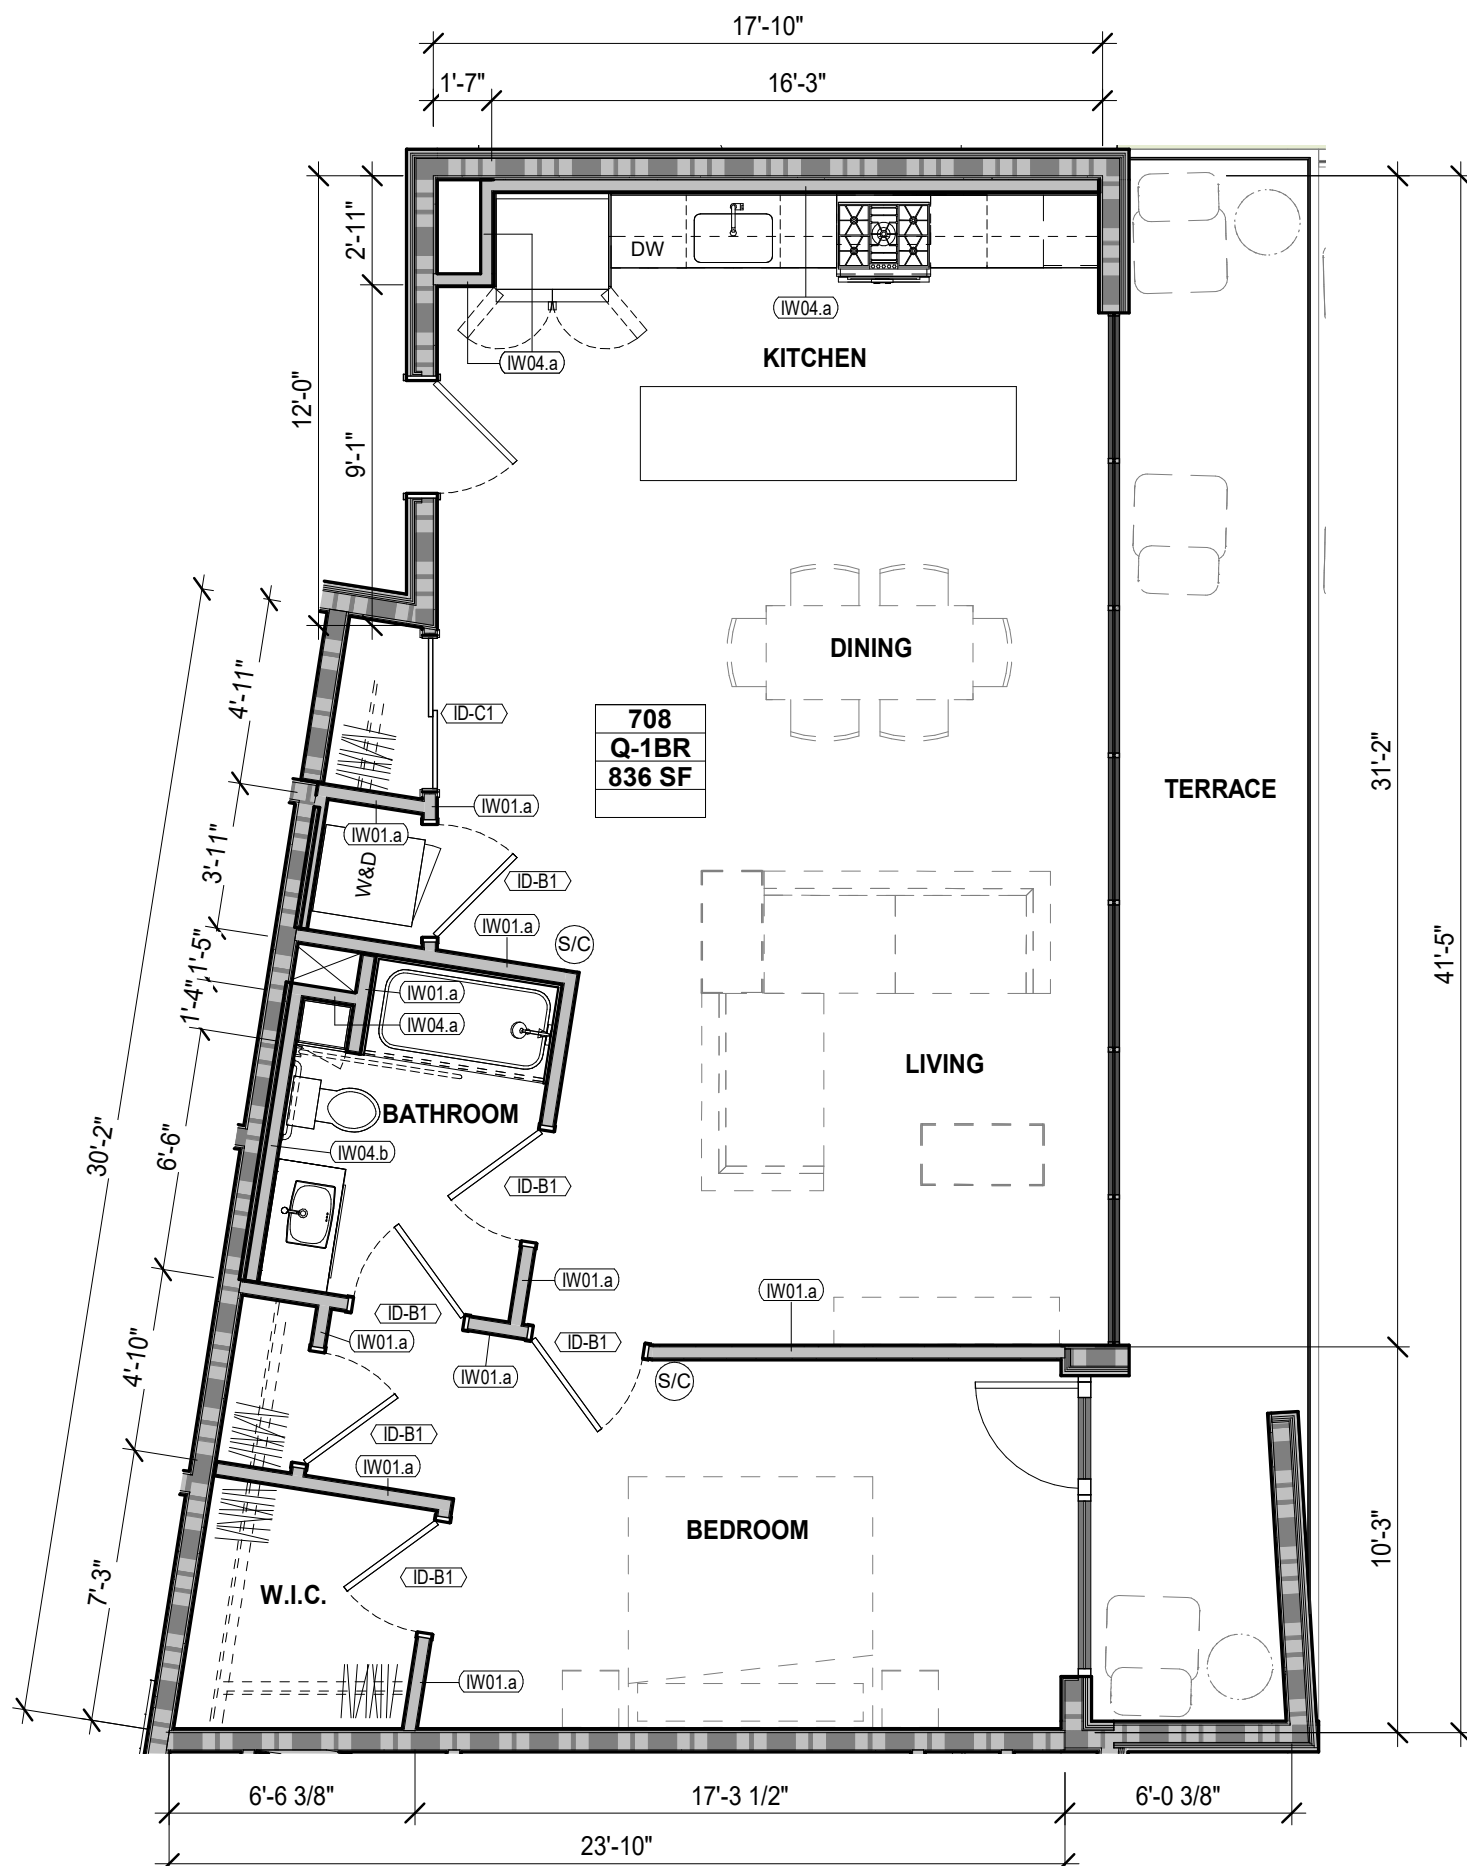 17'-10"
1'-7"
16'-3"
12'-0"
2'-11"
9'-1"
DW
IW04.a
IW04.a
KITCHEN
DINING
ID-C1
708
Q-1BR
836 SF
TERRACE
31'-2"
41'-5"
4'-11"
3'-11"
1'-5"
1'-4"
30'-2"
6'-6"
4'-10"
7'-3"
IW01.a
IW01.a
W&D
ID-B1
IW01.a
S/C
IW01.a
IW04.a
LIVING
BATHROOM
IW04.b
ID-B1
IW01.a
IW01.a
ID-B1
IW01.a
ID-B1
IW01.a
S/C
ID-B1
IW01.a
BEDROOM
10'-3"
ID-B1
W.I.C.
IW01.a
6'-6 3/8"
17'-3 1/2"
6'-0 3/8"
23'-10"